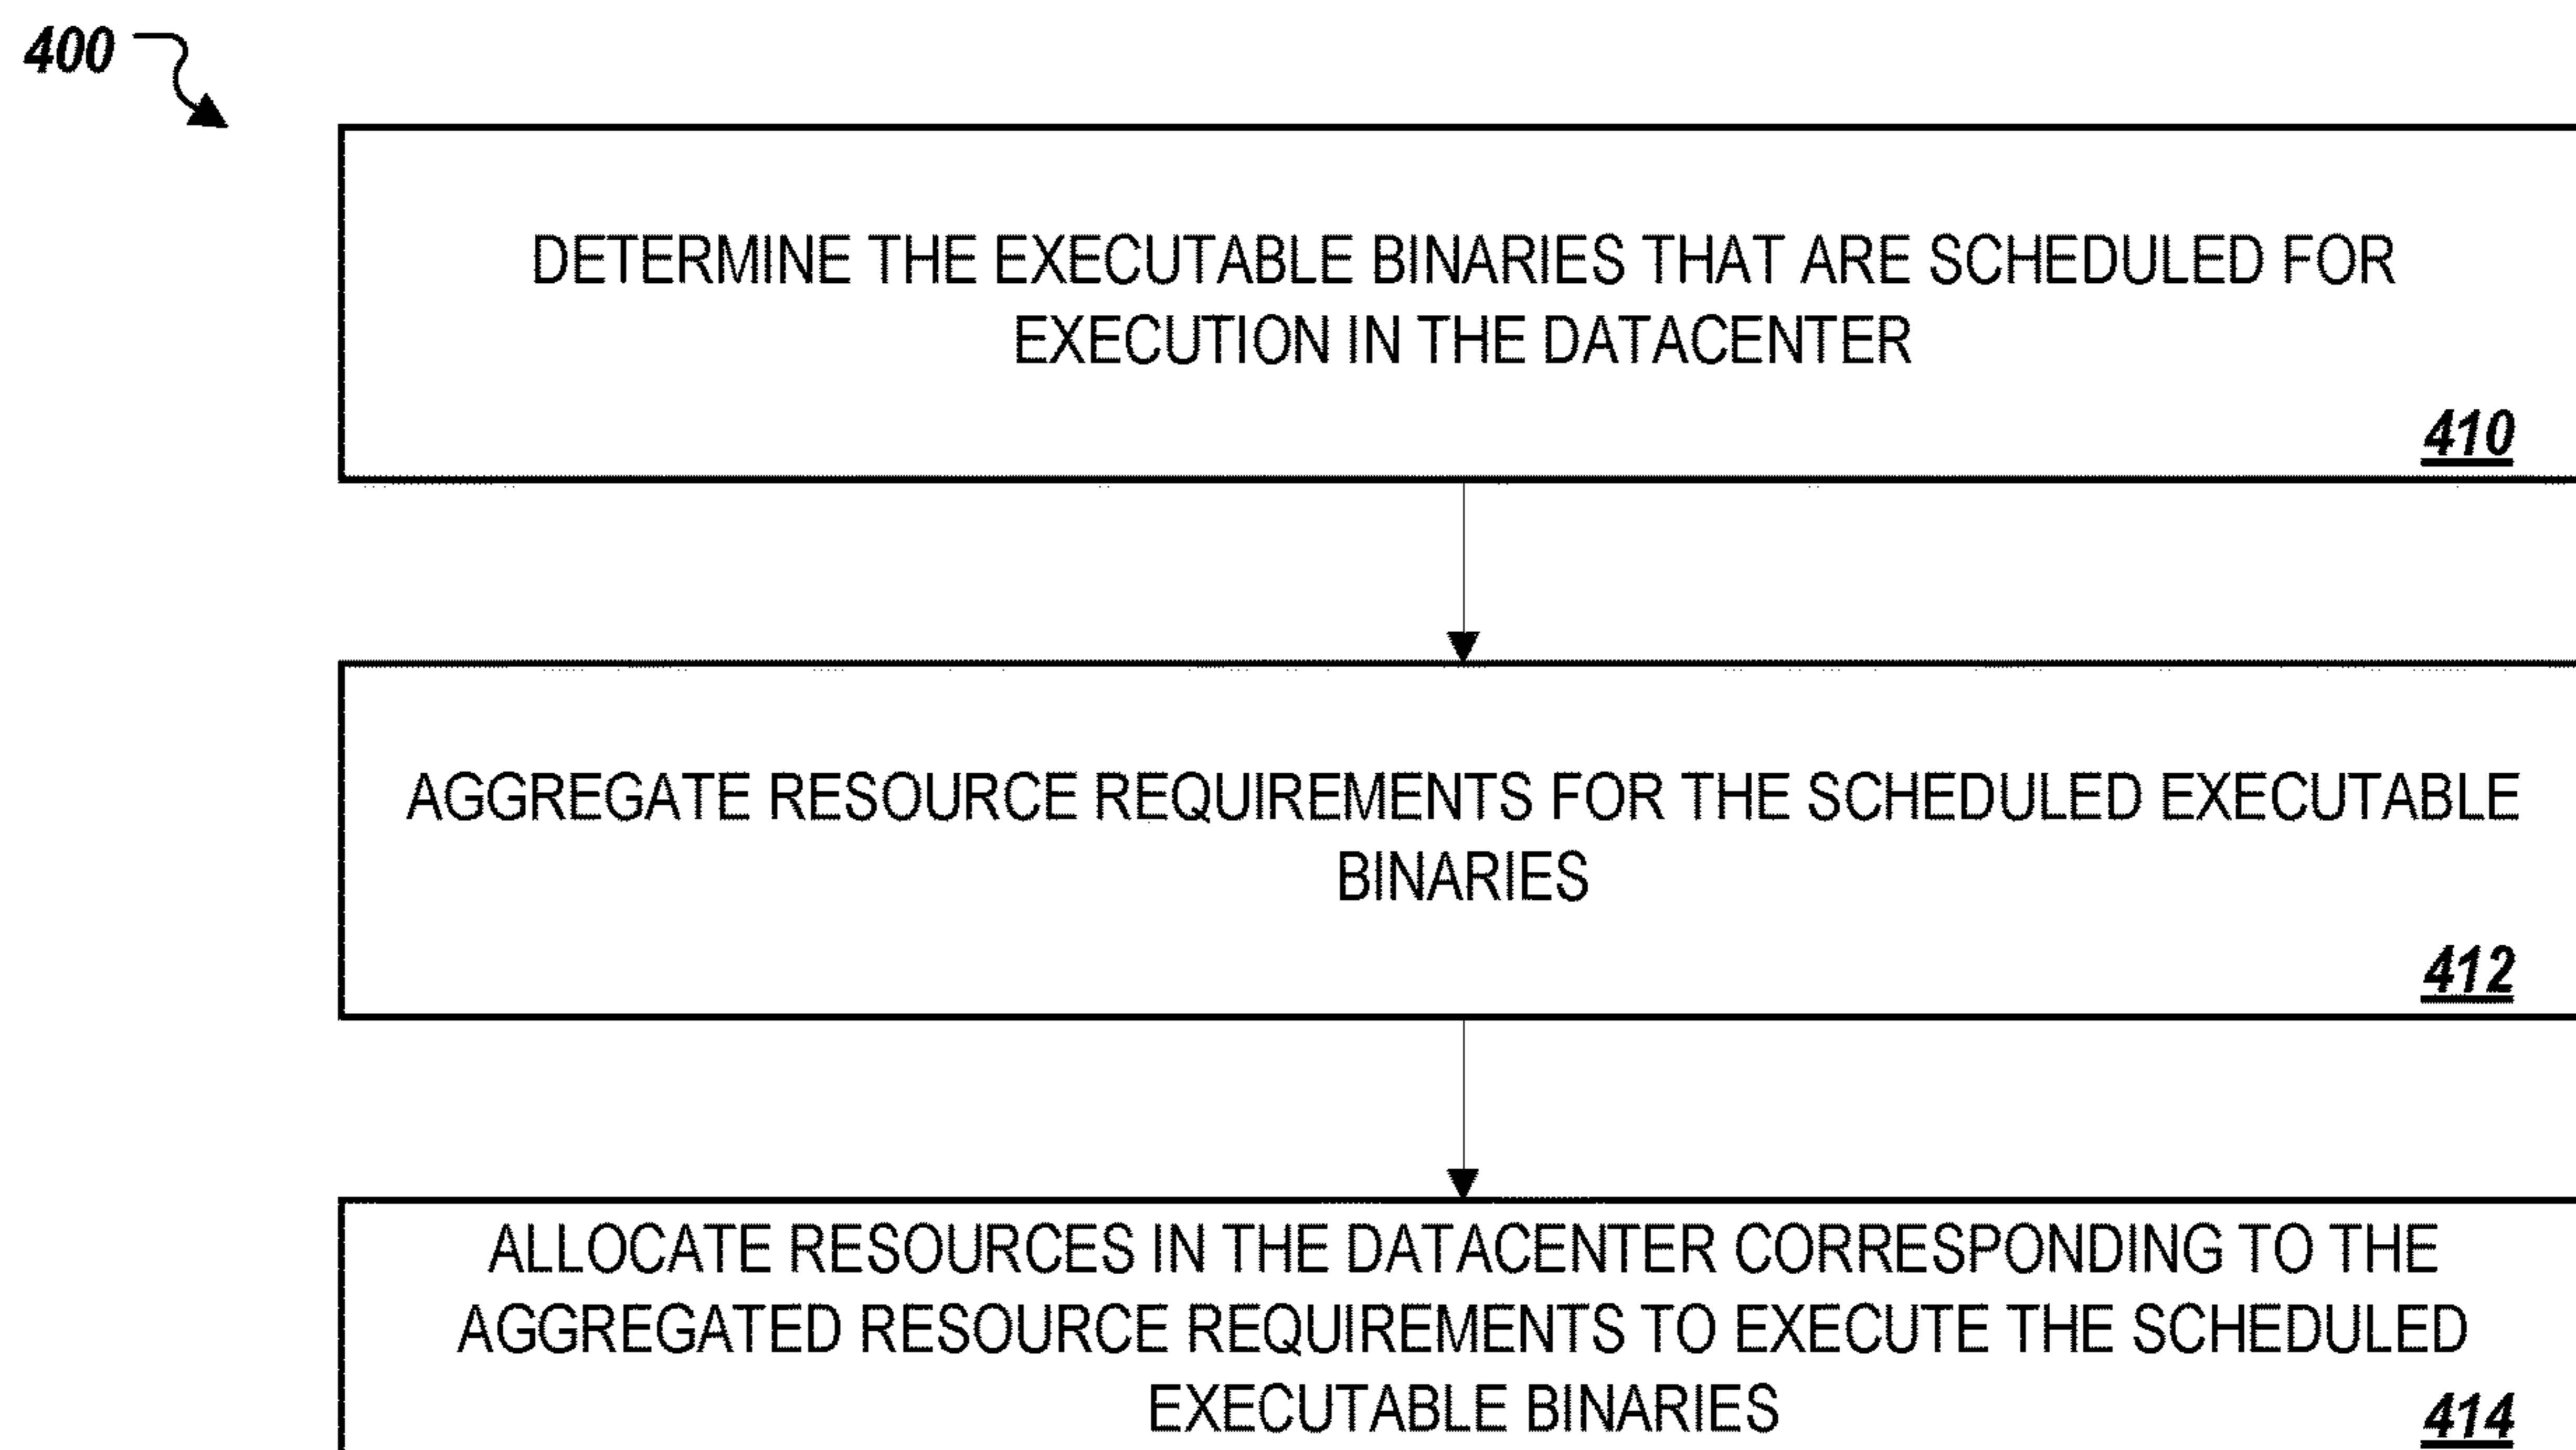 400
DETERMINE THE EXECUTABLE BINARIES THAT ARE SCHEDULED FOR
EXECUTION IN THE DATACENTER
410
AGGREGATE RESOURCE REQUIREMENTS FOR THE SCHEDULED EXECUTABLE
BINARIES
412
ALLOCATE RESOURCES IN THE DATACENTER CORRESPONDING TO THE
AGGREGATED RESOURCE REQUIREMENTS TO EXECUTE THE SCHEDULED
EXECUTABLE BINARIES
414